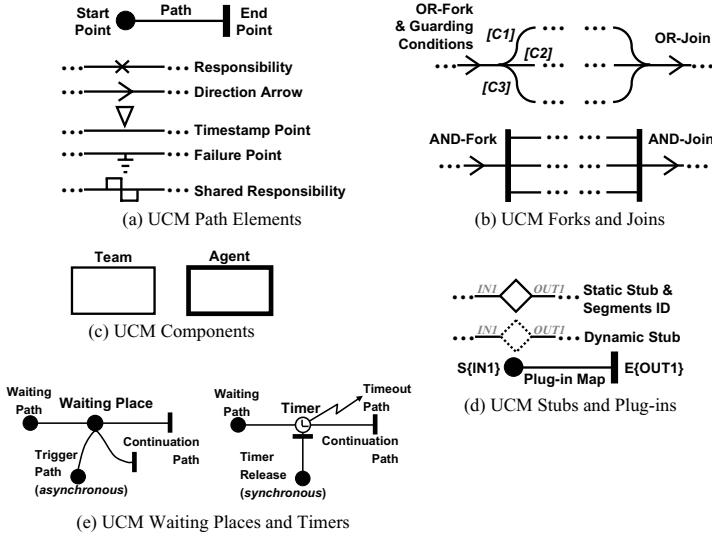 Start
Point
Path
End
Point
Responsibility
Direction Arrow
Timestamp Point
Failure Point
Shared Responsibility
(a) UCM Path Elements
OR-Fork
& Guarding
Conditions
[C1]
[C2]
[C3]
OR-Join
AND-Fork
AND-Join
(b) UCM Forks and Joins
Team
Agent
(c) UCM Components
IN1
OUT1
Static Stub &
Segments ID
IN1
OUT1
Dynamic Stub
S{IN1}
E{OUT1}
Plug-in Map
(d) UCM Stubs and Plug-ins
Waiting
Path
Waiting Place
Trigger
Path
(asynchronous)
Continuation
Path
Waiting
Path
Timer
Timeout
Path
Continuation
Path
Timer
Release
(synchronous)
(e) UCM Waiting Places and Timers